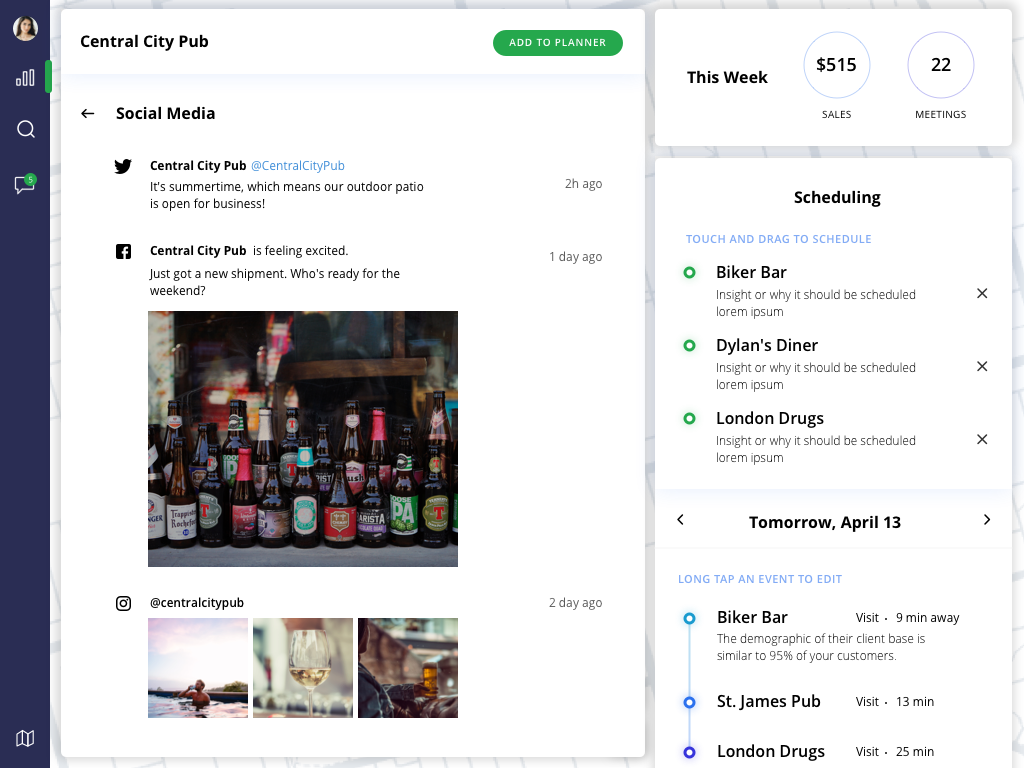 Central City Pub
ADD TO PLANNER
5
Social Media
Central City Pub @CentralCityPub
It's summertime, which means our outdoor patio
is open for business!
2h ago
Central City Pub is feeling excited.
1 day ago
Just got a new shipment. Who's ready for the
weekend?
Trappistes
Rochefort
GOOSE
IPA
@centralcitypub
2 day ago
This Week
$515
22
SALES
MEETINGS
Scheduling
TOUCH AND DRAG TO SCHEDULE
Biker Bar
Insight or why it should be scheduled
lorem ipsum
Dylan's Diner
Insight or why it should be scheduled
lorem ipsum
London Drugs
Insight or why it should be scheduled
lorem ipsum
Tomorrow, April 13
LONG TAP AN EVENT TO EDIT
Biker Bar
Visit · 9 min away
The demographic of their client base is
similar to 95% of your customers.
St. James Pub
Visit · 13 min
London Drugs
Visit · 25 min